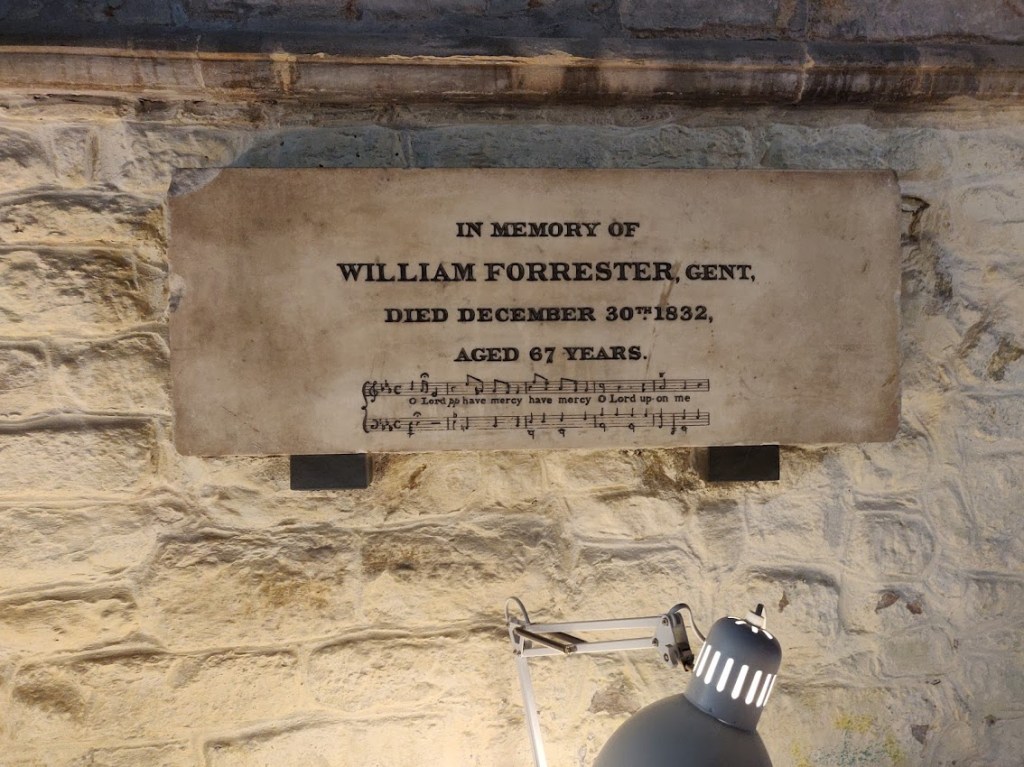 IN MEMORY OF
WILLIAM FORRESTER, GENT,
DIED DECEMBER 30TH 1832,
AGED 67 YEARS.
O Lord have mercy have mercy O Lord up-on me